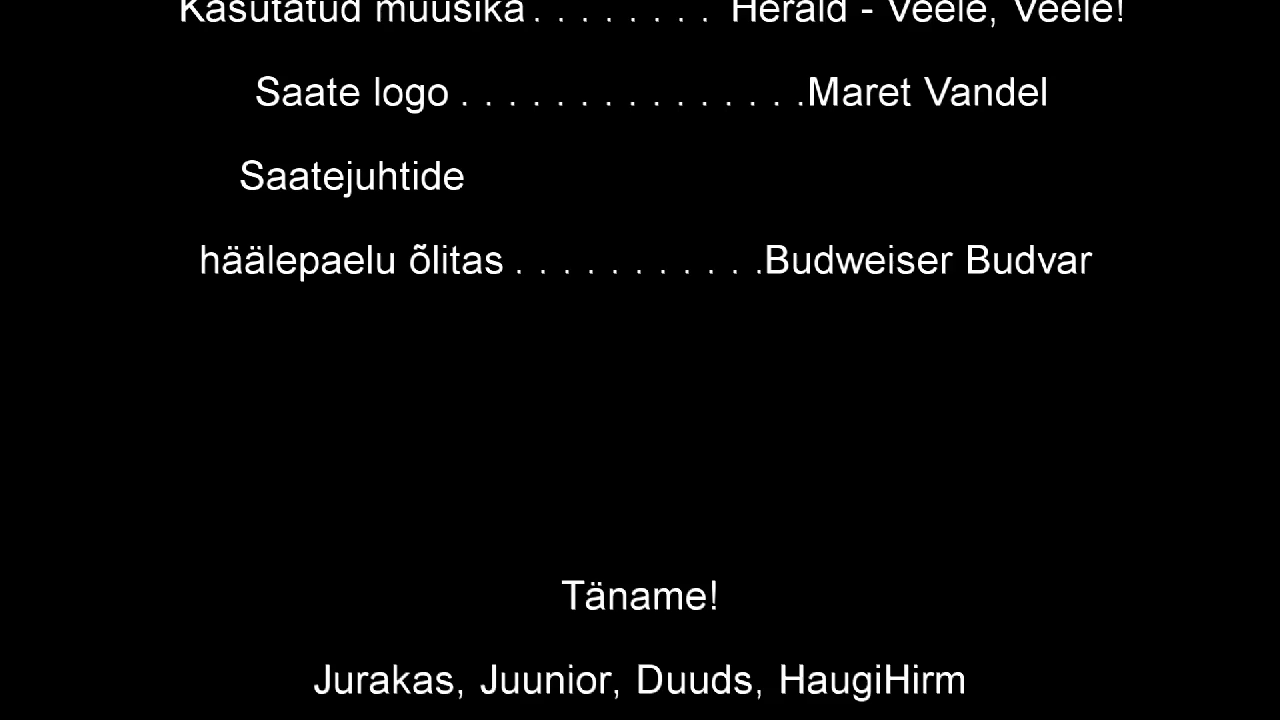 Kasutatud muusika . . . . . . . . Herald - Veele, Veele!
Saate logo . . . . . . . . . . . . . . .Maret Vandel
Saatejuhtide
häälepaelu õlitas . . . . . . . . . . .Budweiser Budvar
Täname!
Jurakas, Juunior, Duuds, HaugiHirm